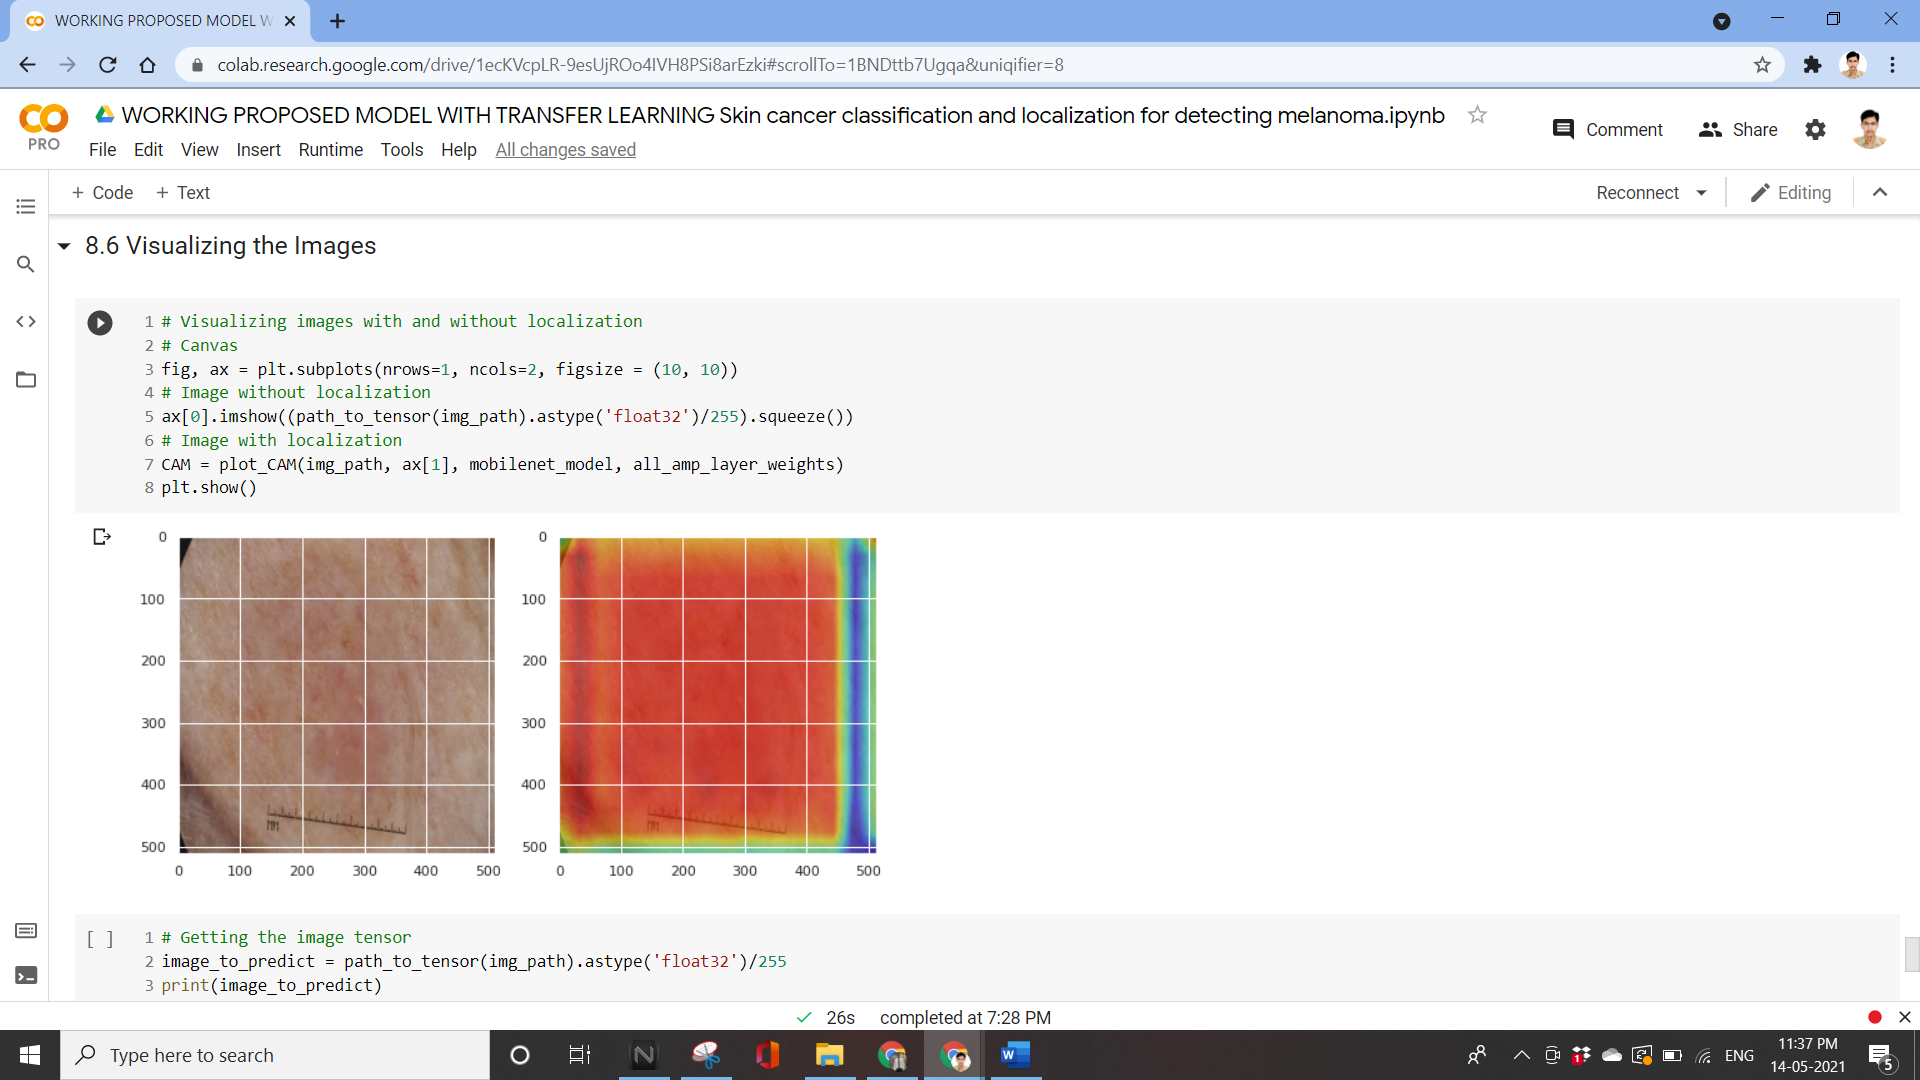 WORKING PROPOSED MODEL W
colab.research.google.com/drive/1ecKVcpLR-9esUjROo4IVH8PSi8arEzki#scrollTo=1BNDttb7Ugqa&uniqifier=8
CO
PRO
WORKING PROPOSED MODEL WITH TRANSFER LEARNING Skin cancer classification and localization for detecting melanoma.ipynb
Comment
Share
File Edit View Insert Runtime Tools Help All changes saved
+ Code + Text
Reconnect
Editing
8.6 Visualizing the Images
1 # Visualizing images with and without localization
2 # Canvas
3 fig, ax = plt.subplots(nrows=1, ncols=2, figsize = (10, 10))
4 # Image without localization
5 ax[0].imshow((path_to_tensor(img_path).astype('float32')/255).squeeze())
6 # Image with localization
7 CAM = plot_CAM(img_path, ax[1], mobilenet_model, all_amp_layer_weights)
8 plt.show()
0
100
200
300
400
500
0 100 200 300 400 500
0
100
200
300
400
500
0 100 200 300 400 500
[ ] 1 # Getting the image tensor
2 image_to_predict = path_to_tensor(img_path).astype('float32')/255
3 print(image_to_predict)
26s completed at 7:28 PM
Type here to search
ENG
11:37 PM
14-05-2021
5